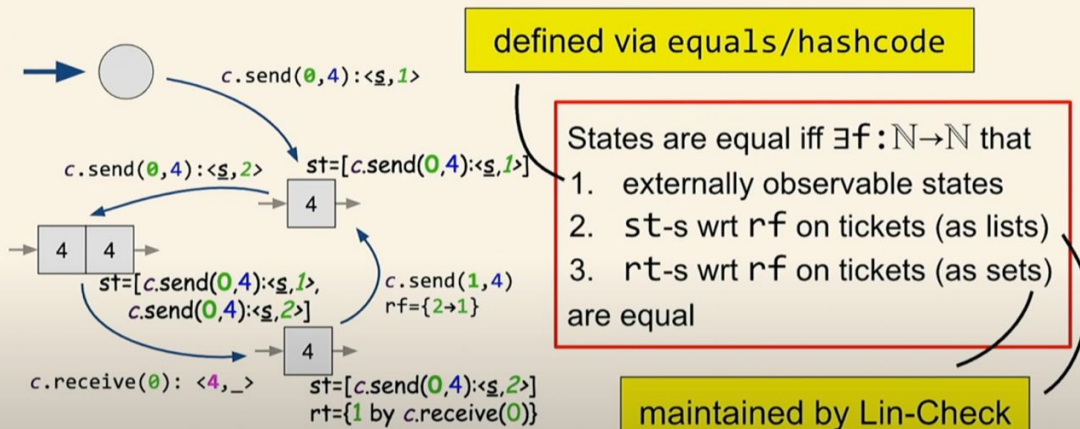 defined via equals/hashcode
c.send(0,4):<s,1>
States are equal iff ∃f:ℕ→ℕ that
1. externally observable states
2. st-s wrt rf on tickets (as lists)
3. rt-s wrt rf on tickets (as sets)
are equal
c.send(0,4):<s,2>
st=[c.send(0,4):<s,1>]
4
4 4
st=[c.send(0,4):<s,1>,
c.send(0,4):<s,2>]
c.send(1,4)
rf={2→1}
4
c.receive(0): <4,_>
st=[c.send(0,4):<s,2>]
rt={1 by c.receive(0)}
maintained by Lin-Check